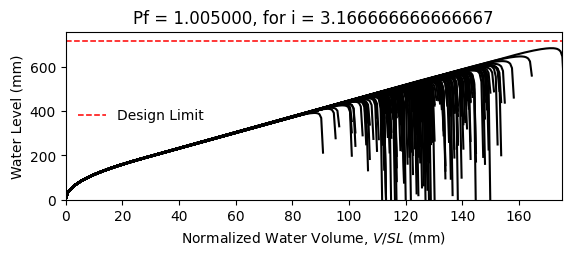 Pf = 1.005000, for i = 3.166666666666667
Water Level (mm)
600
400
200
0
Design Limit
0 20 40 60 80 100 120 140 160
Normalized Water Volume, V/SL (mm)